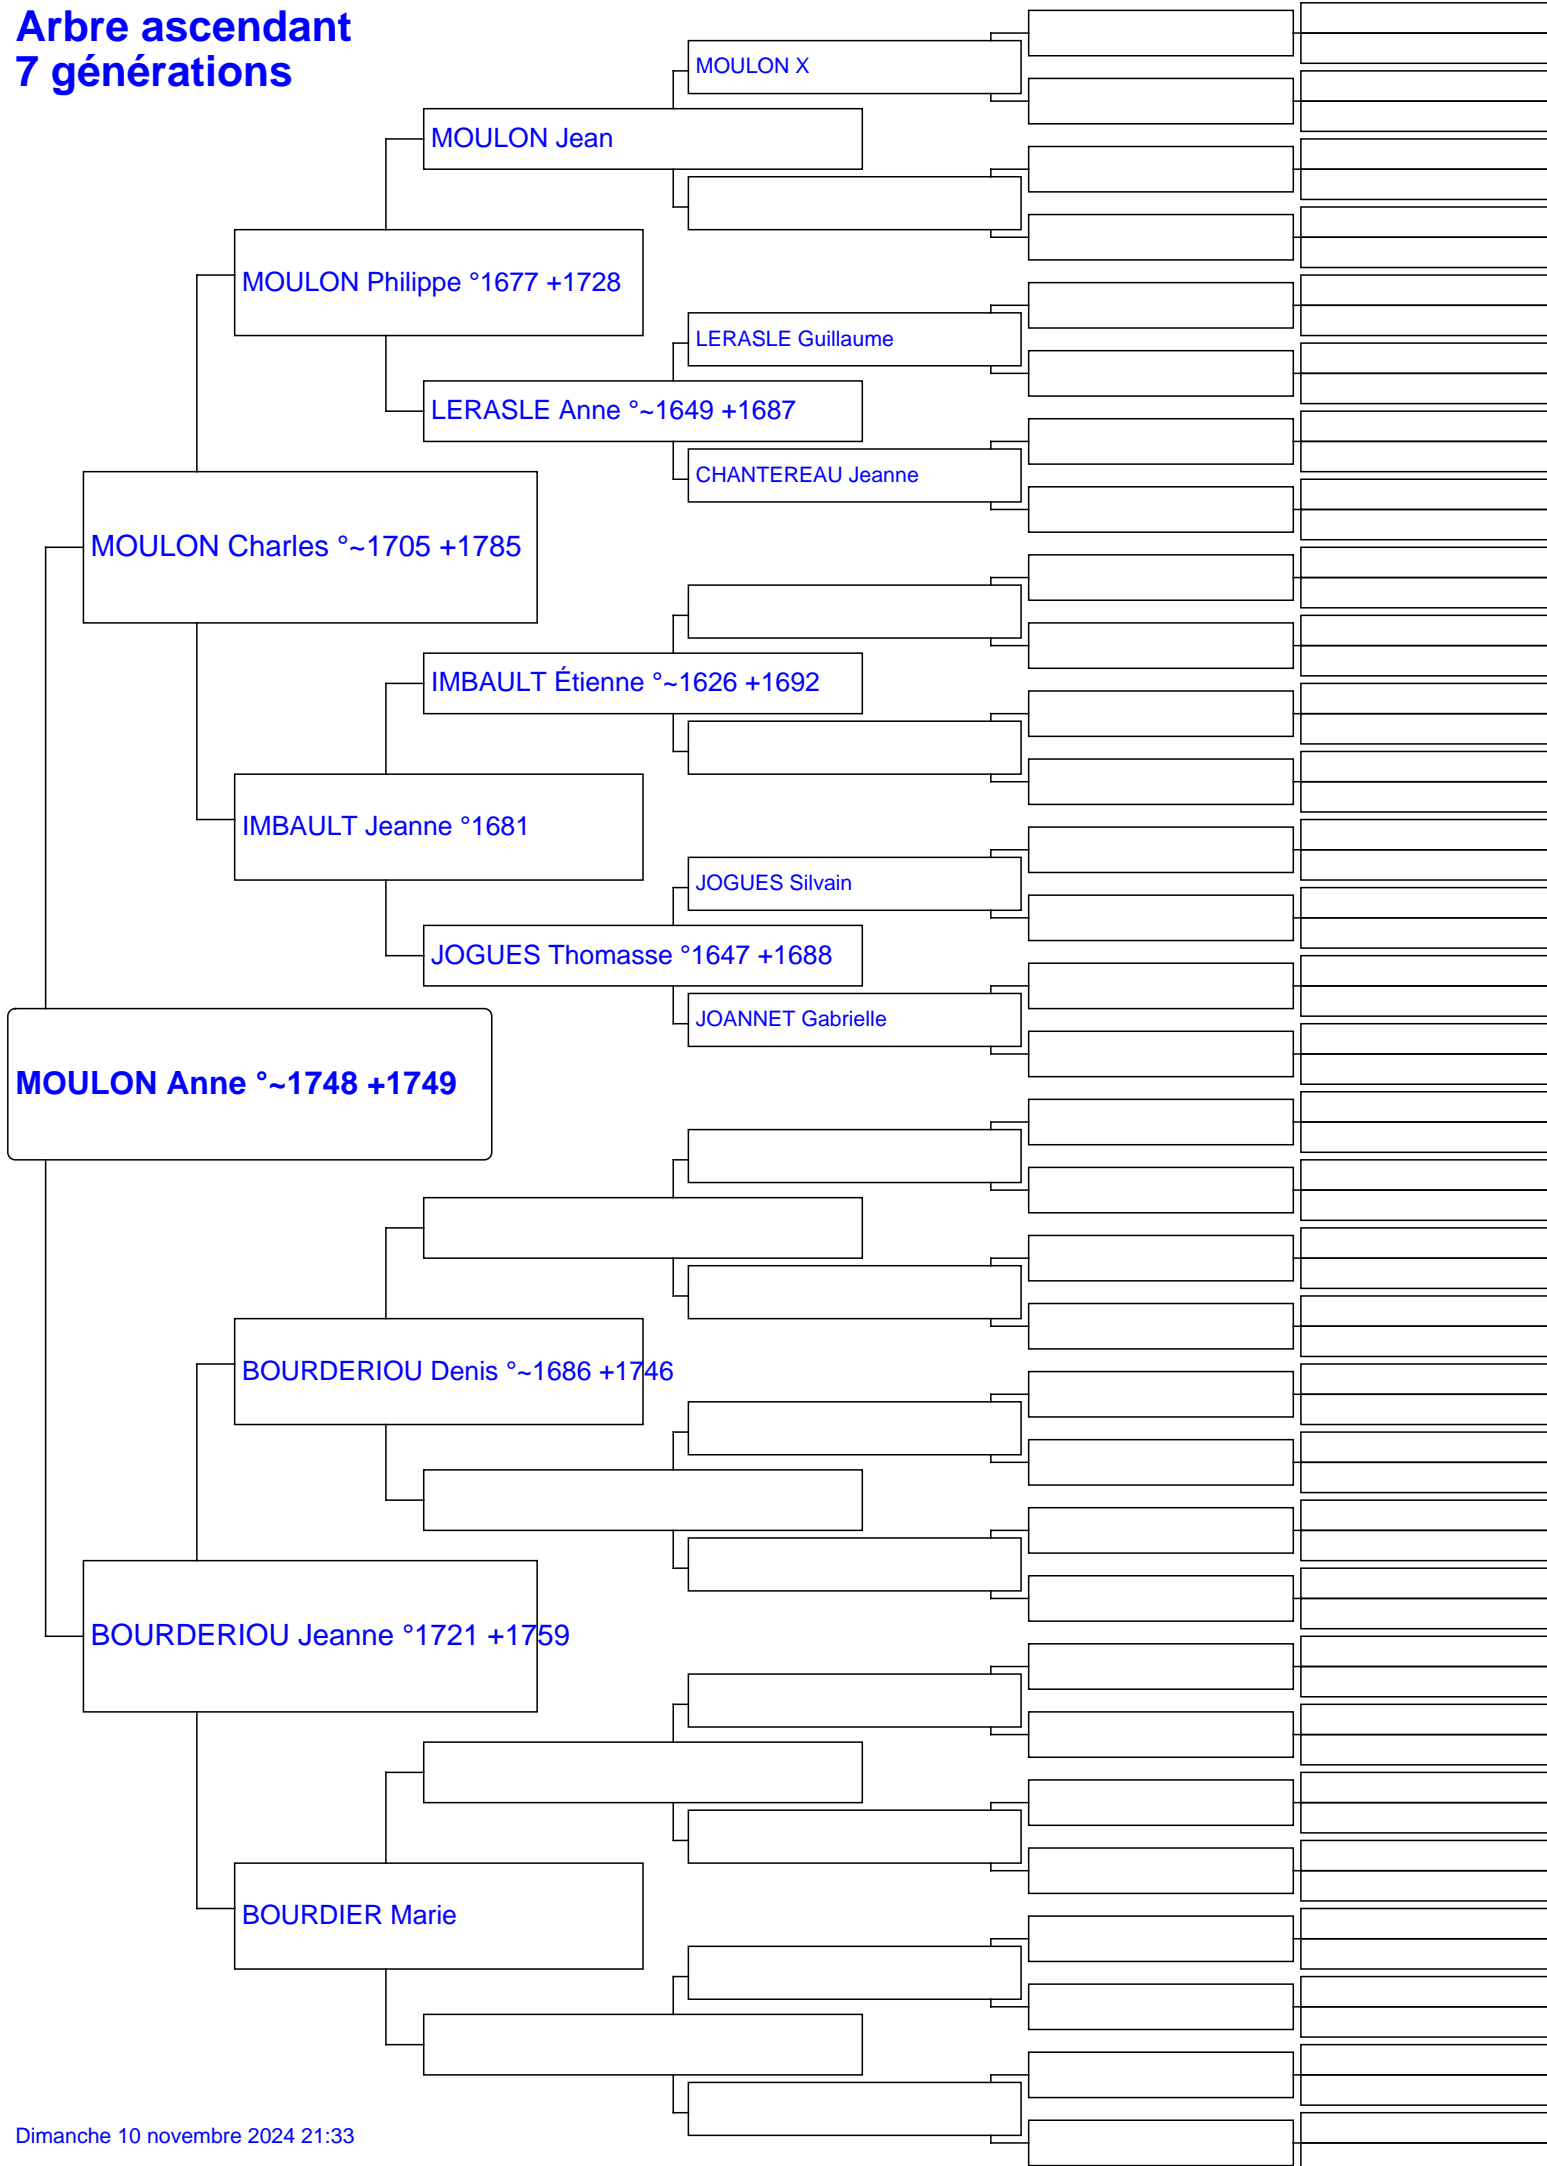 Arbre ascendant
7 générations
MOULON X
MOULON Jean
MOULON Philippe °1677 +1728
LERASLE Guillaume
LERASLE Anne °~1649 +1687
CHANTEREAU Jeanne
MOULON Charles °~1705 +1785
IMBAULT Étienne °~1626 +1692
IMBAULT Jeanne °1681
JOGUES Silvain
JOGUES Thomasse °1647 +1688
JOANNET Gabrielle
MOULON Anne °~1748 +1749
BOURDERIOU Denis °~1686 +1746
BOURDERIOU Jeanne °1721 +1759
BOURDIER Marie
Dimanche 10 novembre 2024 21:33